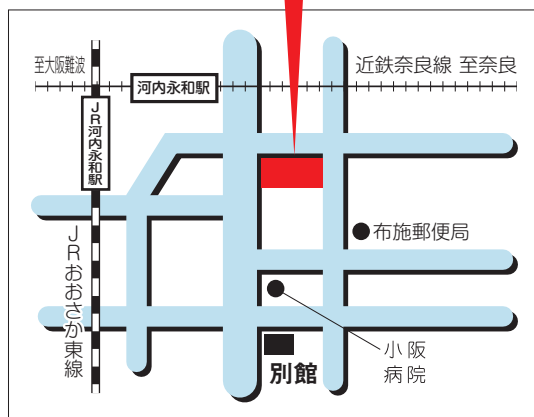 至大阪難波
河内永和駅
近鉄奈良線 至奈良
JR河内永和駅
JRおおさか東線
布施郵便局
小阪
病院
別館